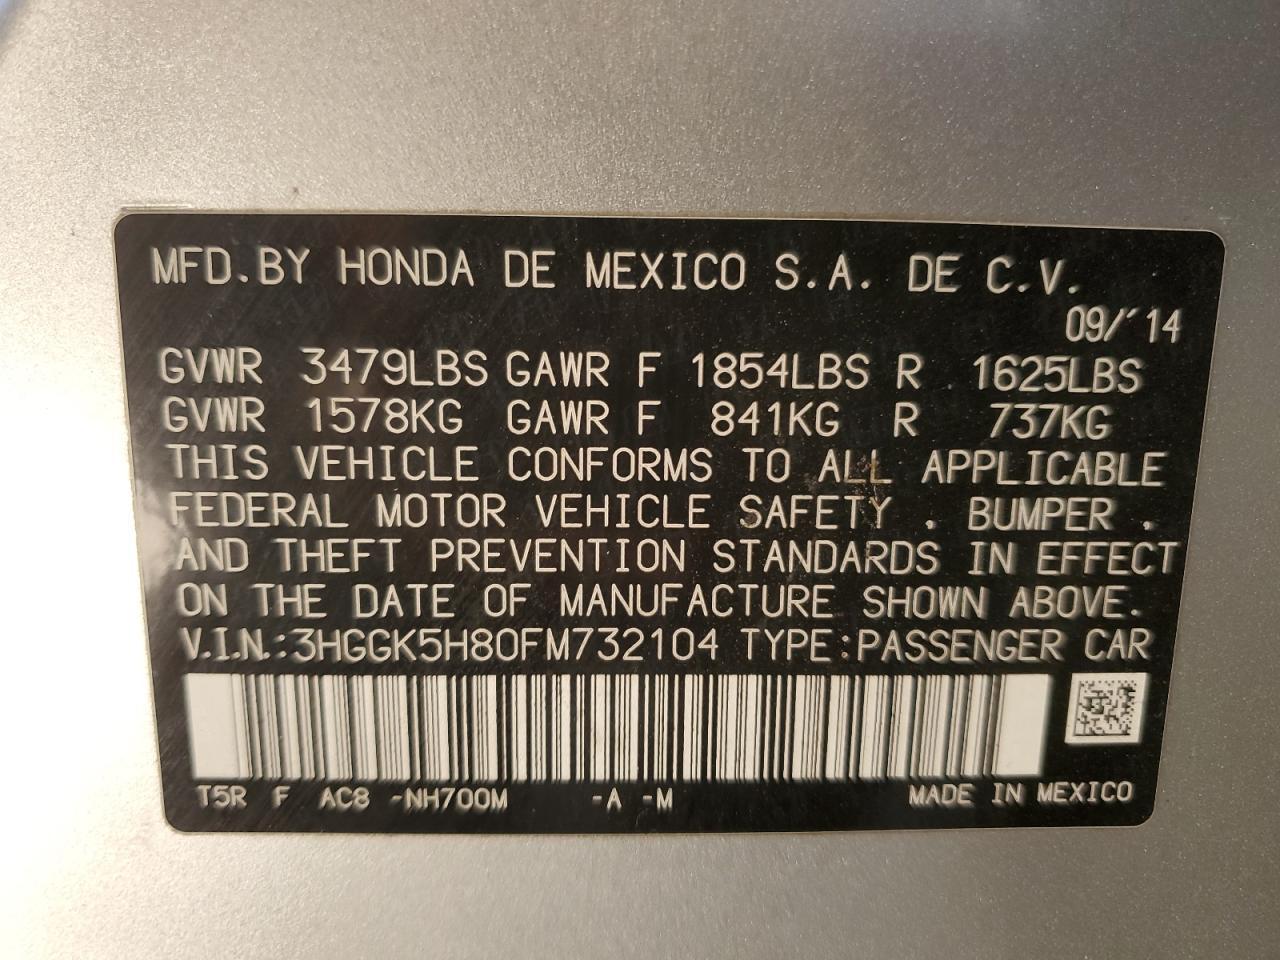 MFD.BY HONDA DE MEXICO S.A. DE C.V.
09/'14
GVWR 3479LBS GAWR F 1854LBS R 1625LBS
GVWR 1578KG GAWR F 841KG R 737KG
THIS VEHICLE CONFORMS TO ALL APPLICABLE
FEDERAL MOTOR VEHICLE SAFETY , BUMPER ,
AND THEFT PREVENTION STANDARDS IN EFFECT
ON THE DATE OF MANUFACTURE SHOWN ABOVE.
V.I.N.:3HGGK5H80FM732104 TYPE:PASSENGER CAR
T5R F AC8 -NH700M -A -M MADE IN MEXICO